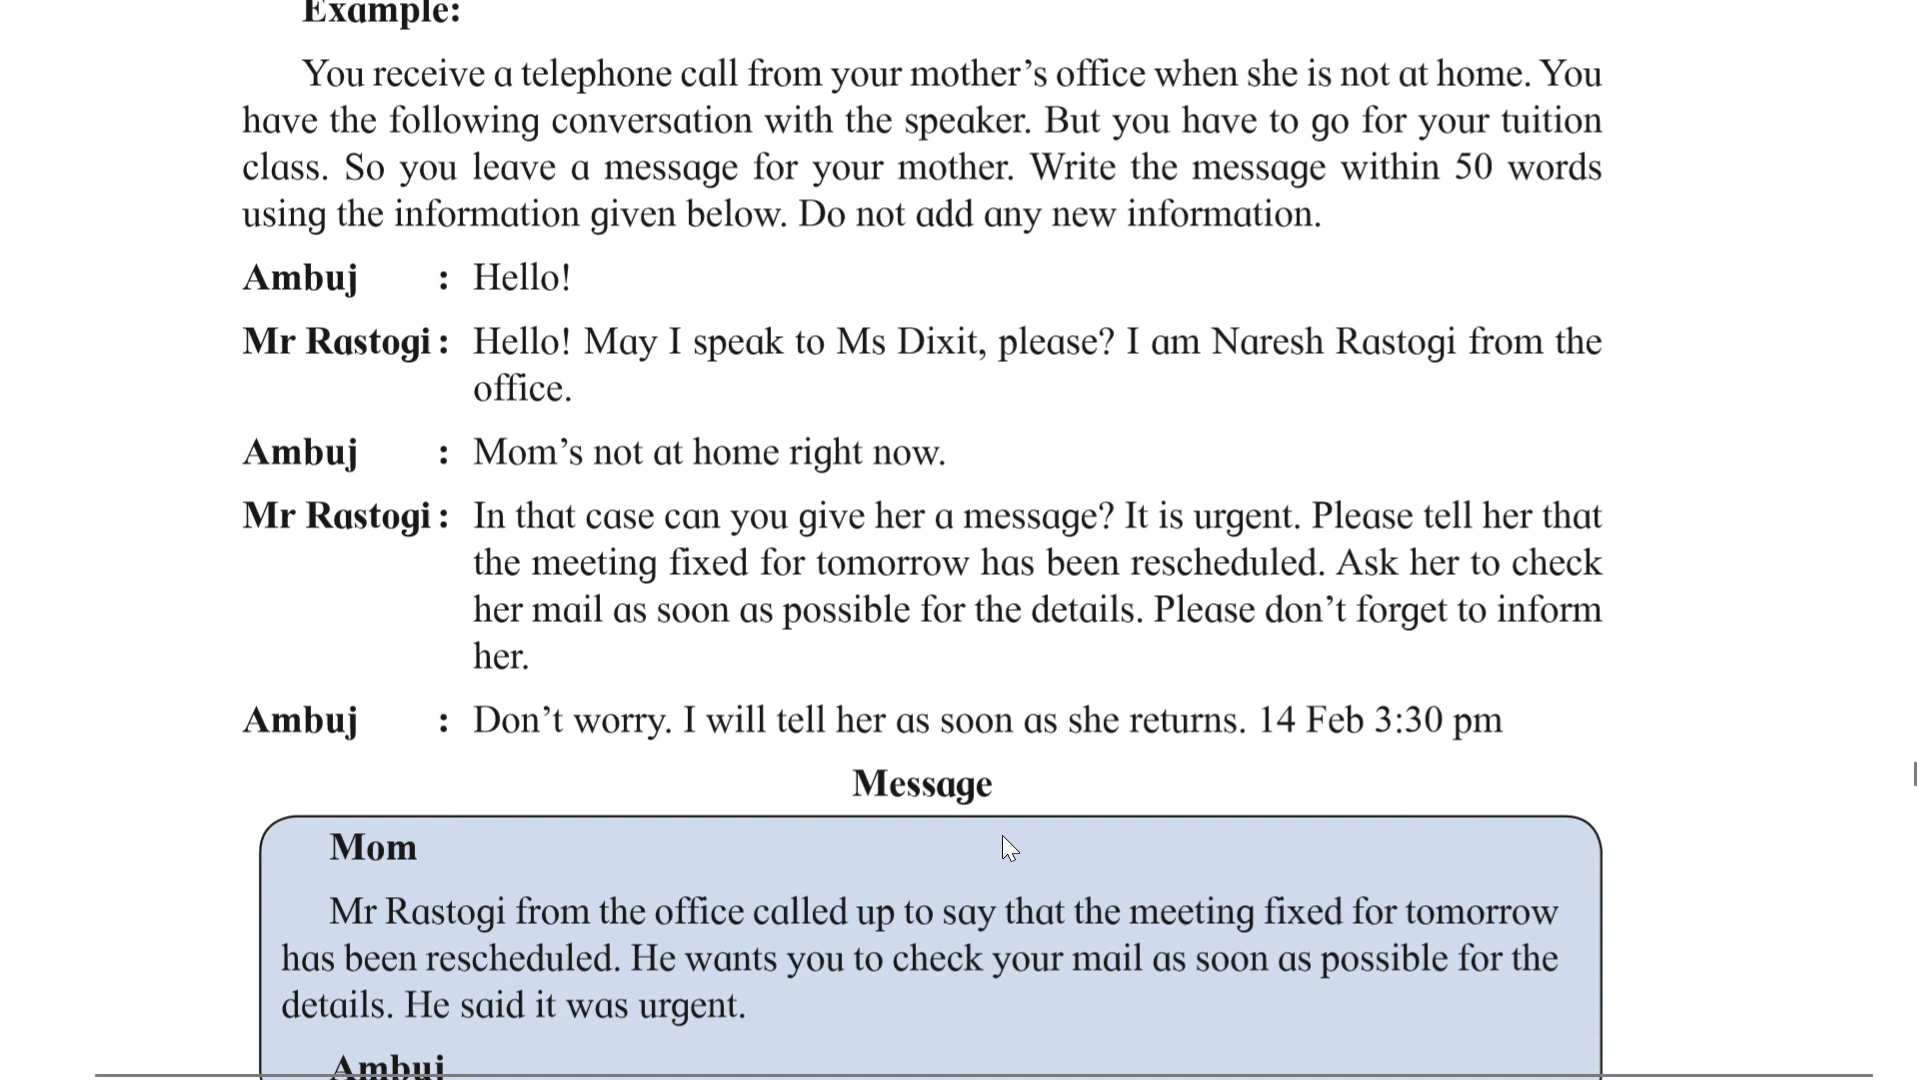 Example:
You receive a telephone call from your mother’s office when she is not at home. You
have the following conversation with the speaker. But you have to go for your tuition
class. So you leave a message for your mother. Write the message within 50 words
using the information given below. Do not add any new information.
Ambuj : Hello!
Mr Rastogi : Hello! May I speak to Ms Dixit, please? I am Naresh Rastogi from the
office.
Ambuj : Mom’s not at home right now.
Mr Rastogi : In that case can you give her a message? It is urgent. Please tell her that
the meeting fixed for tomorrow has been rescheduled. Ask her to check
her mail as soon as possible for the details. Please don’t forget to inform
her.
Ambuj : Don’t worry. I will tell her as soon as she returns. 14 Feb 3:30 pm
Message
Mom
Mr Rastogi from the office called up to say that the meeting fixed for tomorrow
has been rescheduled. He wants you to check your mail as soon as possible for the
details. He said it was urgent.
Ambuj